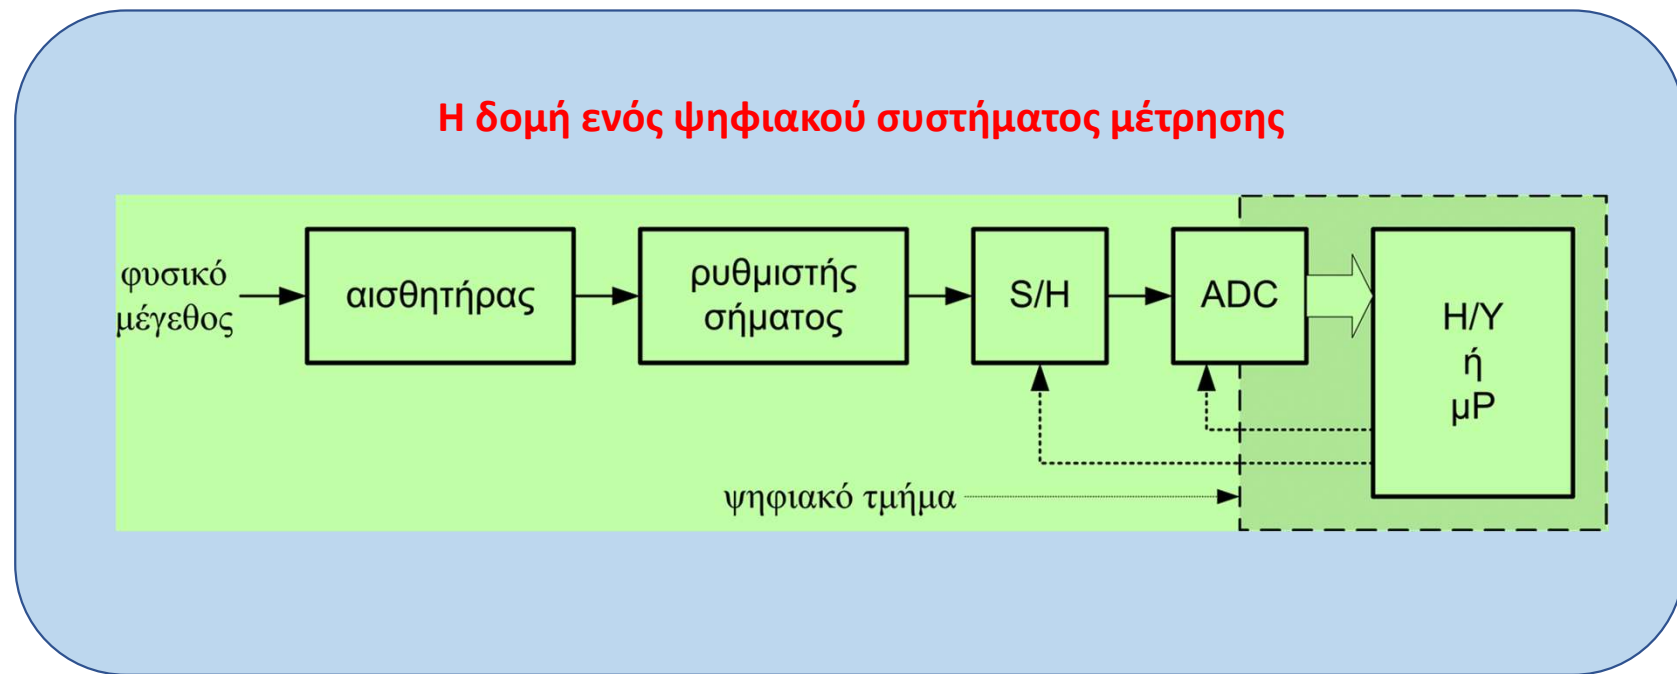 Η δομή ενός ψηφιακού συστήματος μέτρησης
φυσικό
μέγεθος
αισθητήρας
ρυθμιστής
σήματος
S/H
ADC
Η/Υ
ή
μP
ψηφιακό τμήμα